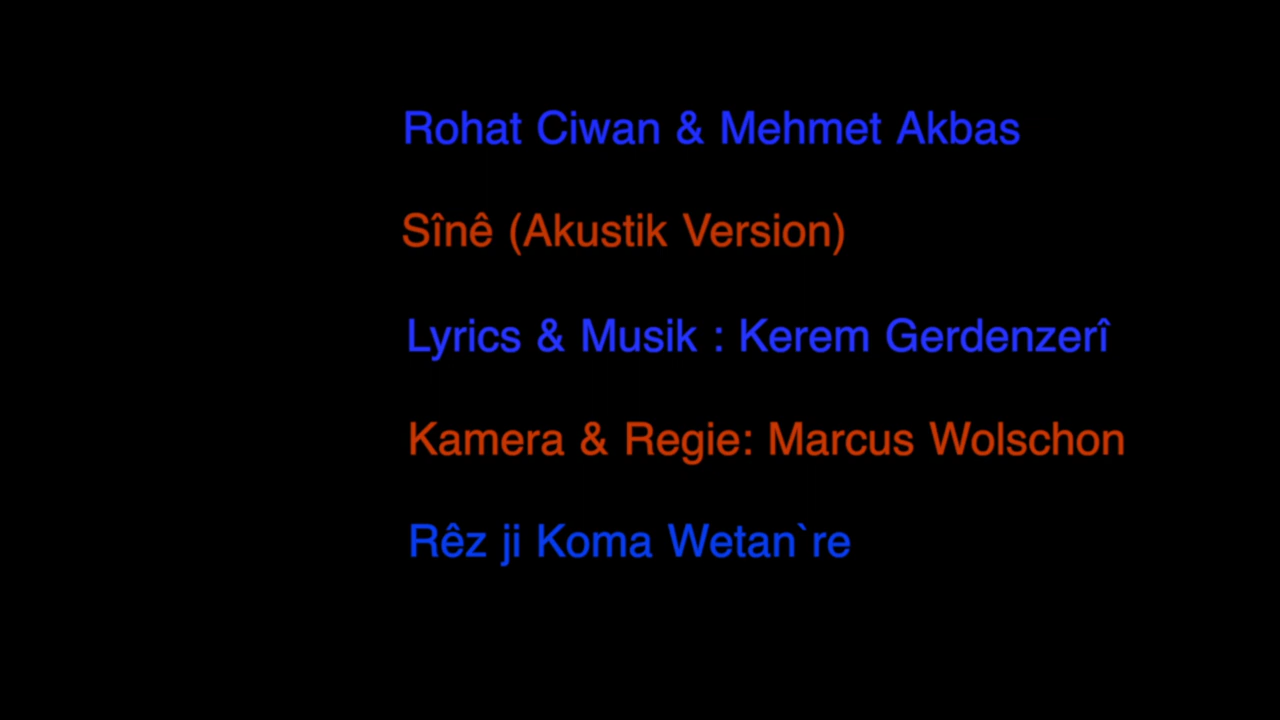 Rohat Ciwan & Mehmet Akbas
Sînê (Akustik Version)
Lyrics & Musik : Kerem Gerdenzerî
Kamera & Regie: Marcus Wolschon
Rêz ji Koma Wetan`re